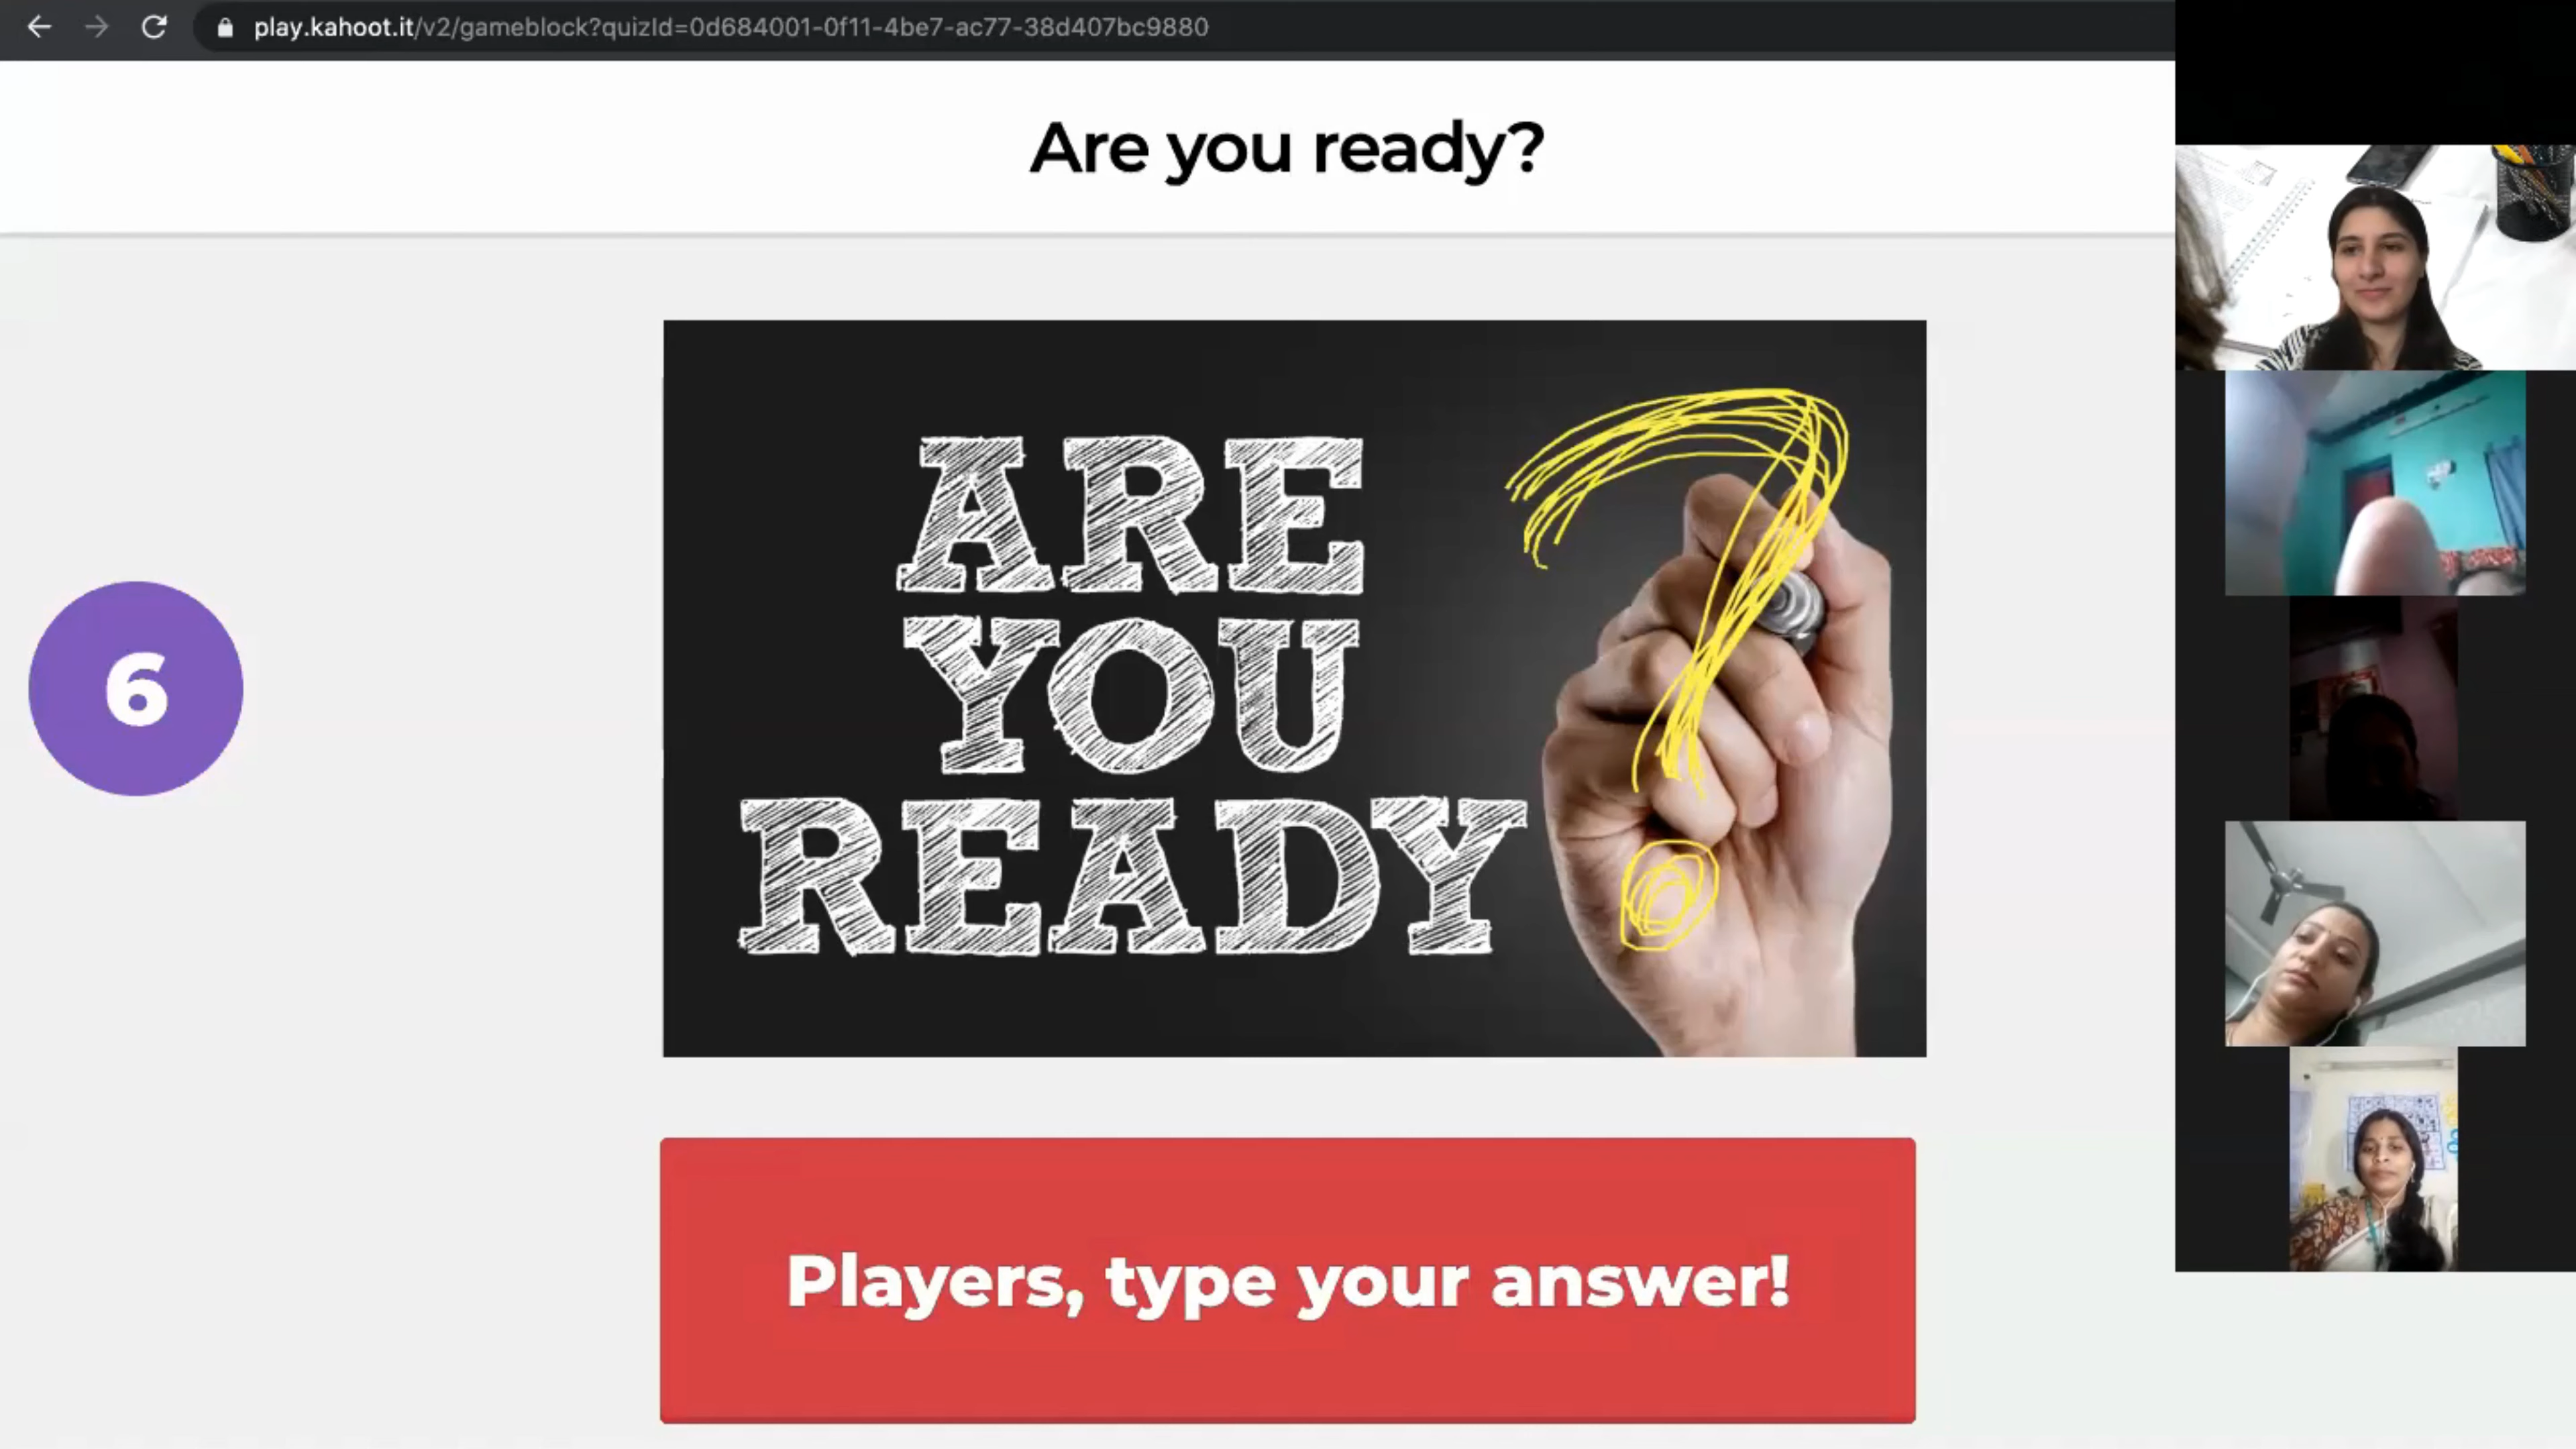 play.kahoot.it/v2/gameblock?quizId=0d684001-0f11-4be7-ac77-38d407bc9880
Are you ready?
6
ARE
YOU
READY
?
Players, type your answer!